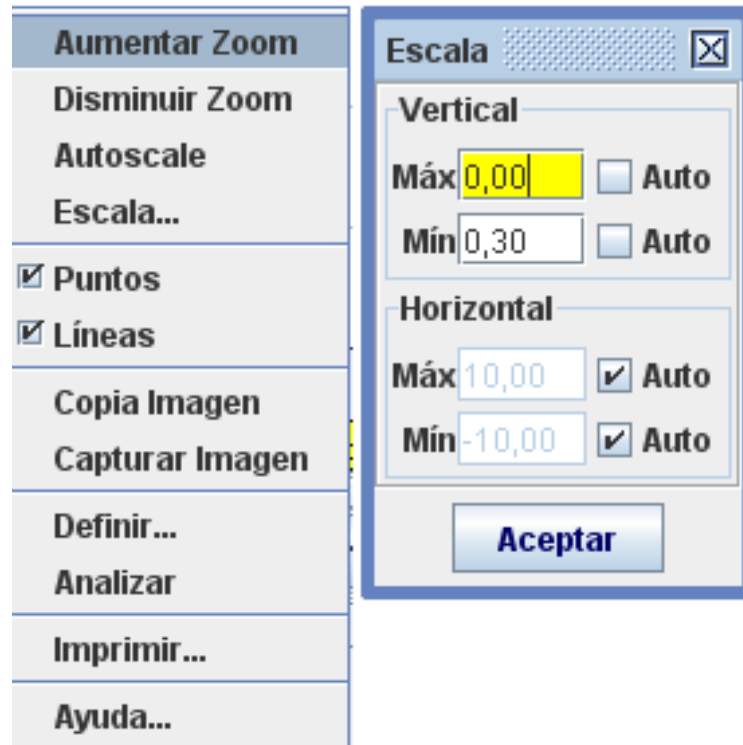 Aumentar Zoom
Disminuir Zoom
Autoscale
Escala...
Puntos
Líneas
Copia Imagen
Capturar Imagen
Definir...
Analizar
Imprimir...
Ayuda...
Escala
Vertical
Máx 0,00 Auto
Mín 0,30 Auto
Horizontal
Máx 10,00 Auto
Mín -10,00 Auto
Aceptar